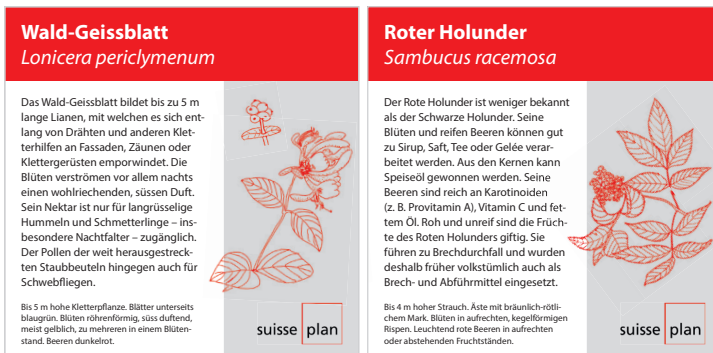 Wald-Geissblatt
Lonicera periclymenum
Das Wald-Geissblatt bildet bis zu 5 m
lange Lianen, mit welchen es sich ent-
lang von Drähten und anderen Klet-
terhilfen an Fassaden, Zäunen oder
Klettergerüsten emporwindet. Die
Blüten verströmen vor allem nachts
einen wohlriechenden, süssen Duft.
Sein Nektar ist nur für langrüsselige
Hummeln und Schmetterlinge – ins-
besondere Nachtfalter – zugänglich.
Der Pollen der weit herausgestreck-
ten Staubbeuteln hingegen auch für
Schwebfliegen.
Bis 5 m hohe Kletterpflanze. Blätter unterseits
blaugrün. Blüten röhrenförmig, süss duftend,
meist gelblich, zu mehreren in einem Blüten-
stand. Beeren dunkelrot.
suisse plan
Roter Holunder
Sambucus racemosa
Der Rote Holunder ist weniger bekannt
als der Schwarze Holunder. Seine
Blüten und reifen Beeren können gut
zu Sirup, Saft, Tee oder Gelée verar-
beitet werden. Aus den Kernen kann
Speiseöl gewonnen werden. Seine
Beeren sind reich an Karotinoiden
(z. B. Provitamin A), Vitamin C und fet-
tem Öl. Roh und unreif sind die Früch-
te des Roten Holunders giftig. Sie
führen zu Brechdurchfall und wurden
deshalb früher volkstümlich auch als
Brech- und Abführmittel eingesetzt.
Bis 4 m hoher Strauch. Äste mit bräunlich-rötli-
chem Mark. Blüten in aufrechten, kegelförmigen
Rispen. Leuchtend rote Beeren in aufrechten
oder abstehenden Fruchtständen.
suisse plan